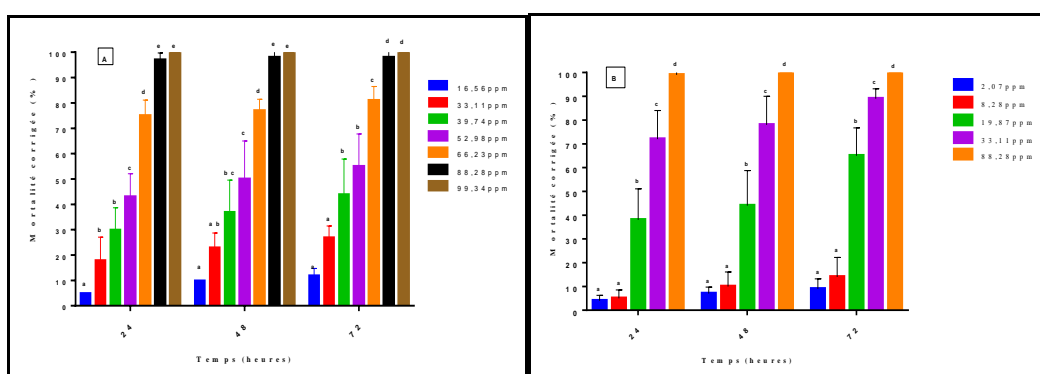 A
Mortalité corrigée (%)
100
90
80
70
60
50
40
30
20
10
0
a
b
b
c
d
e
e
a
a b
b c
c
d
e
e
a
a
b
b
c
d
d
24
48
72
Temps (heures)
16,56ppm
33,11ppm
39,74ppm
52,98ppm
66,23ppm
88,28ppm
99,34ppm
B
Mortalité corrigée (%)
100
90
80
70
60
50
40
30
20
10
0
a
a
b
c
d
a
a
b
c
d
a
a
b
c
d
24
48
72
Temps (heures)
2,07ppm
8,28ppm
19,87ppm
33,11ppm
88,28ppm